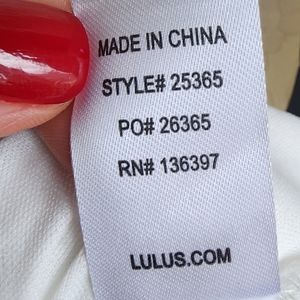 MADE IN CHINA
STYLE# 25365
PO# 26365
RN# 136397
LULUS.COM